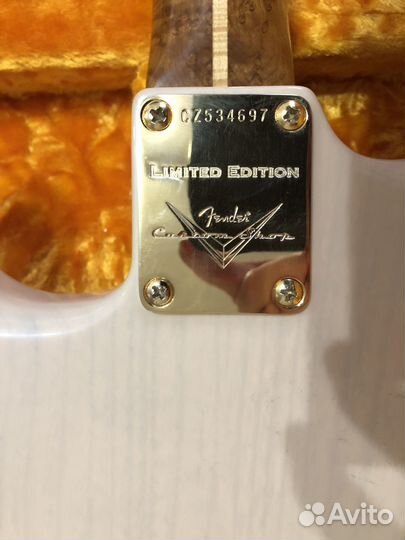 CZ534697
LIMITED EDITION
Fender
Custom Shop
Avito